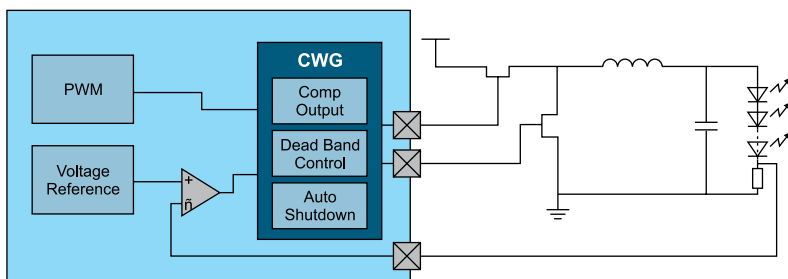 PWM
Voltage
Reference
+
ñ
CWG
Comp
Output
Dead Band
Control
Auto
Shutdown